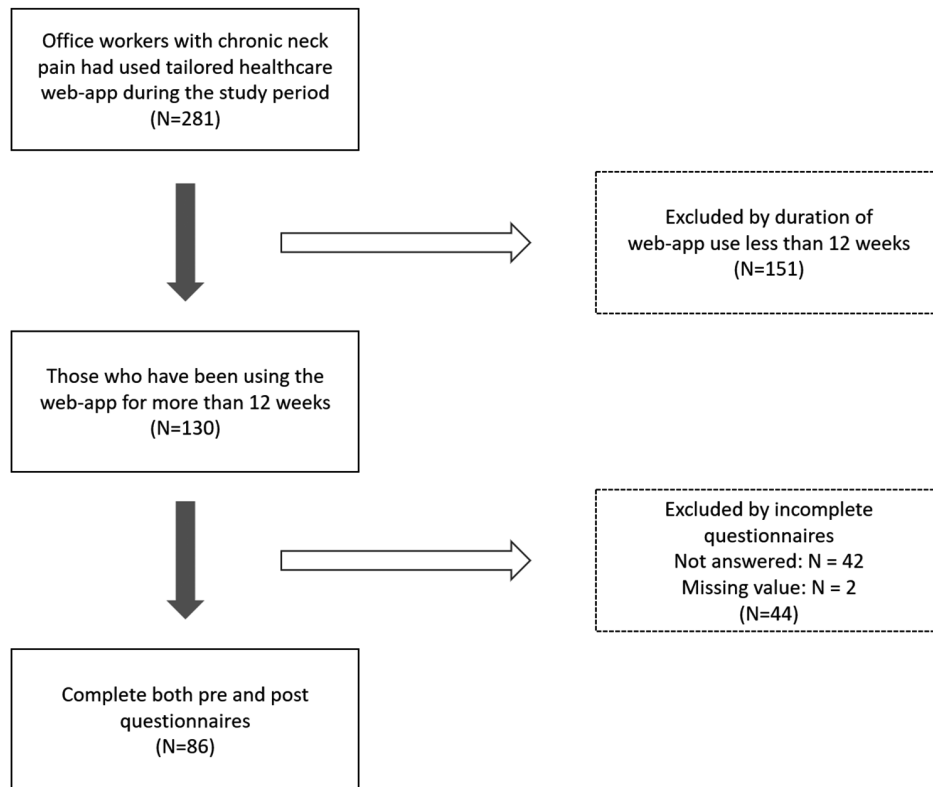 Office workers with chronic neck
pain had used tailored healthcare
web-app during the study period
(N=281)
Excluded by duration of
web-app use less than 12 weeks
(N=151)
Those who have been using the
web-app for more than 12 weeks
(N=130)
Excluded by incomplete
questionnaires
Not answered: N = 42
Missing value: N = 2
(N=44)
Complete both pre and post
questionnaires
(N=86)